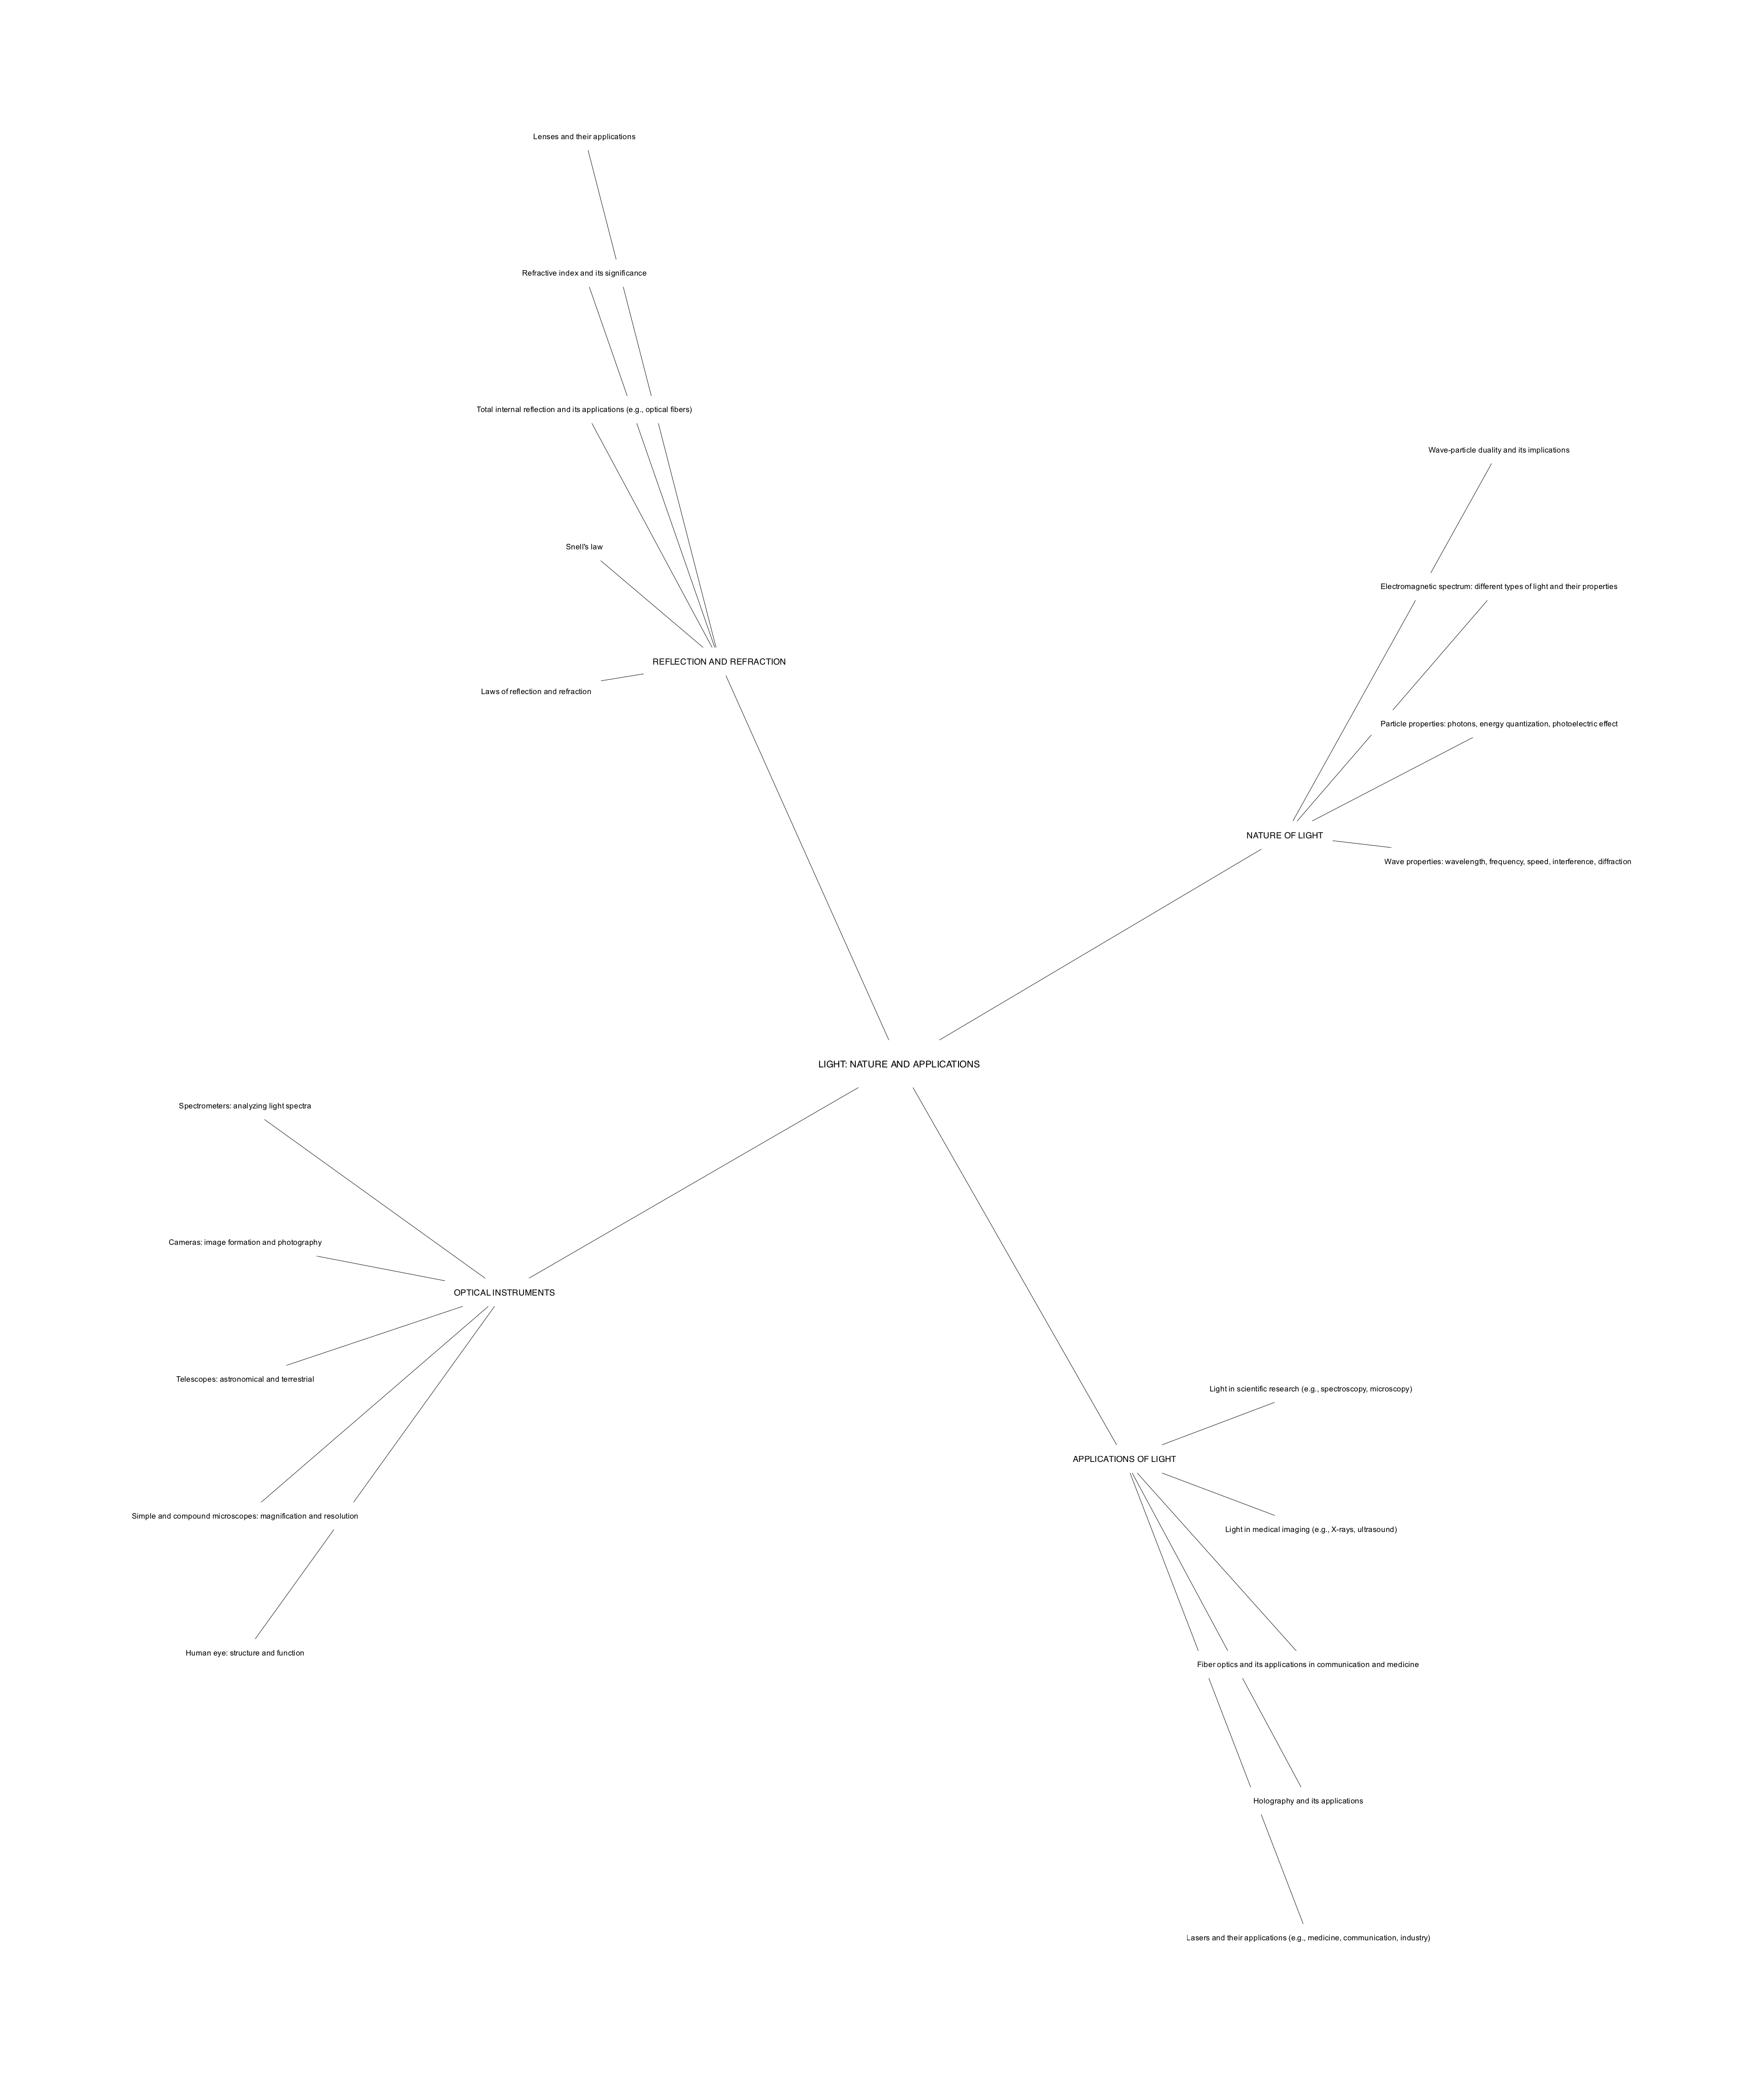 Lenses and their applications
Refractive index and its significance
Total internal reflection and its applications (e.g., optical fibers)
Snell's law
REFLECTION AND REFRACTION
Laws of reflection and refraction
Wave-particle duality and its implications
Electromagnetic spectrum: different types of light and their properties
Particle properties: photons, energy quantization, photoelectric effect
NATURE OF LIGHT
Wave properties: wavelength, frequency, speed, interference, diffraction
LIGHT: NATURE AND APPLICATIONS
Spectrometers: analyzing light spectra
Cameras: image formation and photography
OPTICAL INSTRUMENTS
Telescopes: astronomical and terrestrial
Simple and compound microscopes: magnification and resolution
Human eye: structure and function
Light in scientific research (e.g., spectroscopy, microscopy)
APPLICATIONS OF LIGHT
Light in medical imaging (e.g., X-rays, ultrasound)
Fiber optics and its applications in communication and medicine
Holography and its applications
Lasers and their applications (e.g., medicine, communication, industry)